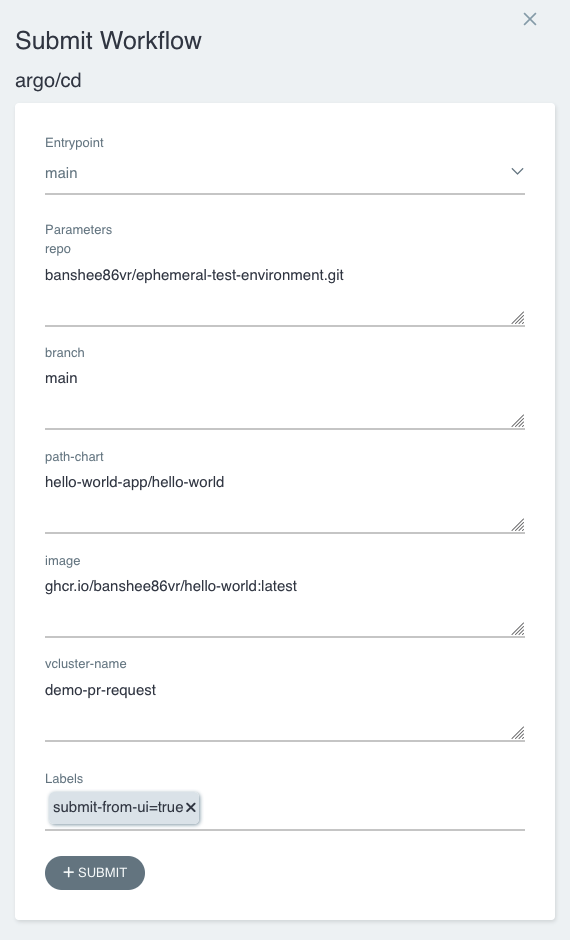 Submit Workflow
argo/cd
Entrypoint
main
Parameters
repo
banshee86vr/ephemeral-test-environment.git
branch
main
path-chart
hello-world-app/hello-world
image
ghcr.io/banshee86vr/hello-world:latest
vcluster-name
demo-pr-request
Labels
submit-from-ui=true
SUBMIT